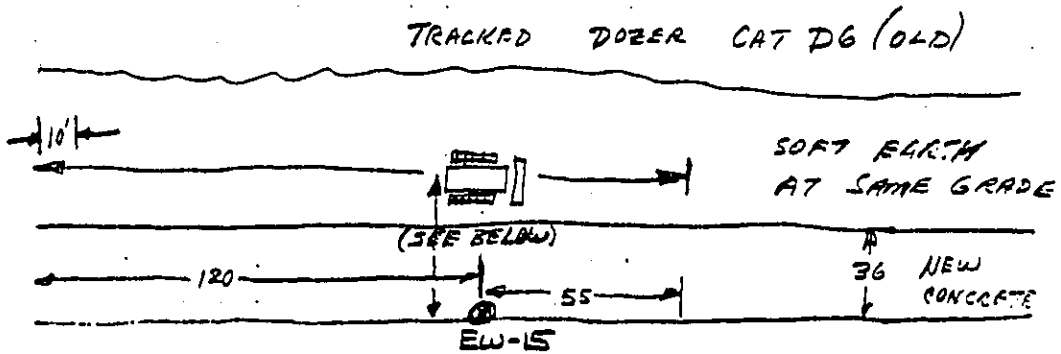 TRACKED DOZER CAT D6 (OLD)
10'
SOFT EARTH
AT SAME GRADE
(SEE BELOW)
120
55
36 NEW
CONCRETE
EW-15